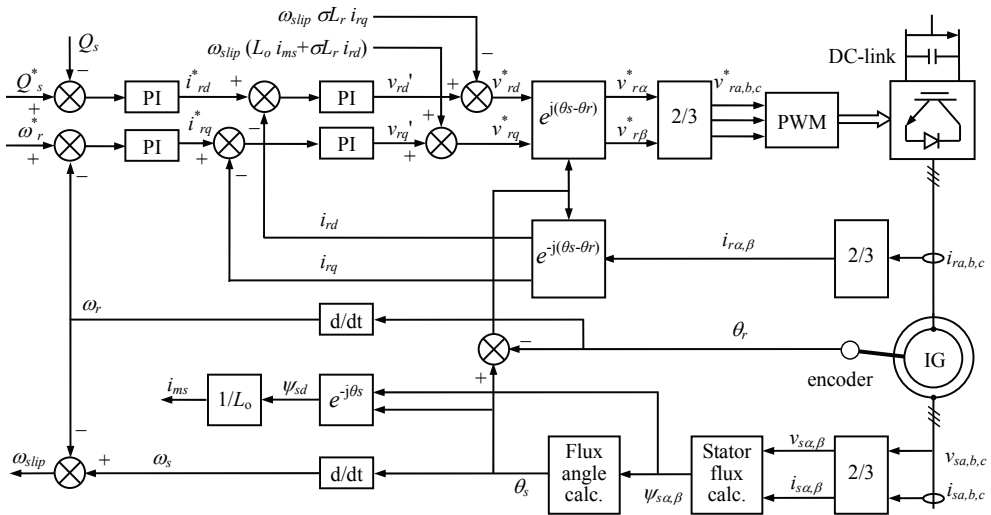 Q_s
ω_slip σL_r i_rq
ω_slip (L_o i_ms+σL_r i_rd)
DC-link
Q*_s
−
+
PI
i*_rd
+
−
PI
v_rd'
+
−
v*_rd
e^j(θs-θr)
v*_rα
2/3
v*_ra,b,c
PWM
ω*_r
+
−
PI
i*_rq
+
−
PI
v_rq'
+
+
v*_rq
v*_rβ
i_rd
i_rq
e^-j(θs-θr)
i_rα,β
2/3
i_ra,b,c
ω_r
d/dt
−
+
θ_r
encoder
IG
i_ms
1/L_o
ψ_sd
e^-jθs
ω_slip
−
+
ω_s
d/dt
θ_s
Flux
angle
calc.
ψ_sα,β
Stator
flux
calc.
v_sα,β
i_sα,β
2/3
v_sa,b,c
i_sa,b,c